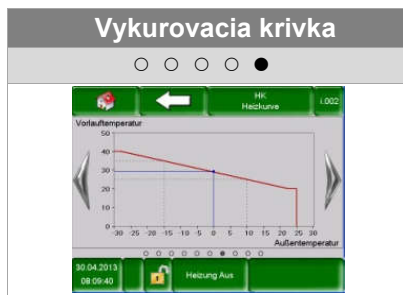 Vykurovacia krivka
HK
Heizkurve
i.002
Vorlauftemperatur
50
40
30
20
10
0
-30 -25 -20 -15 -10 -5 0 5 10 15 20 25 30
Außentemperatur
30.04.2013
08:09:40
Heizung Aus